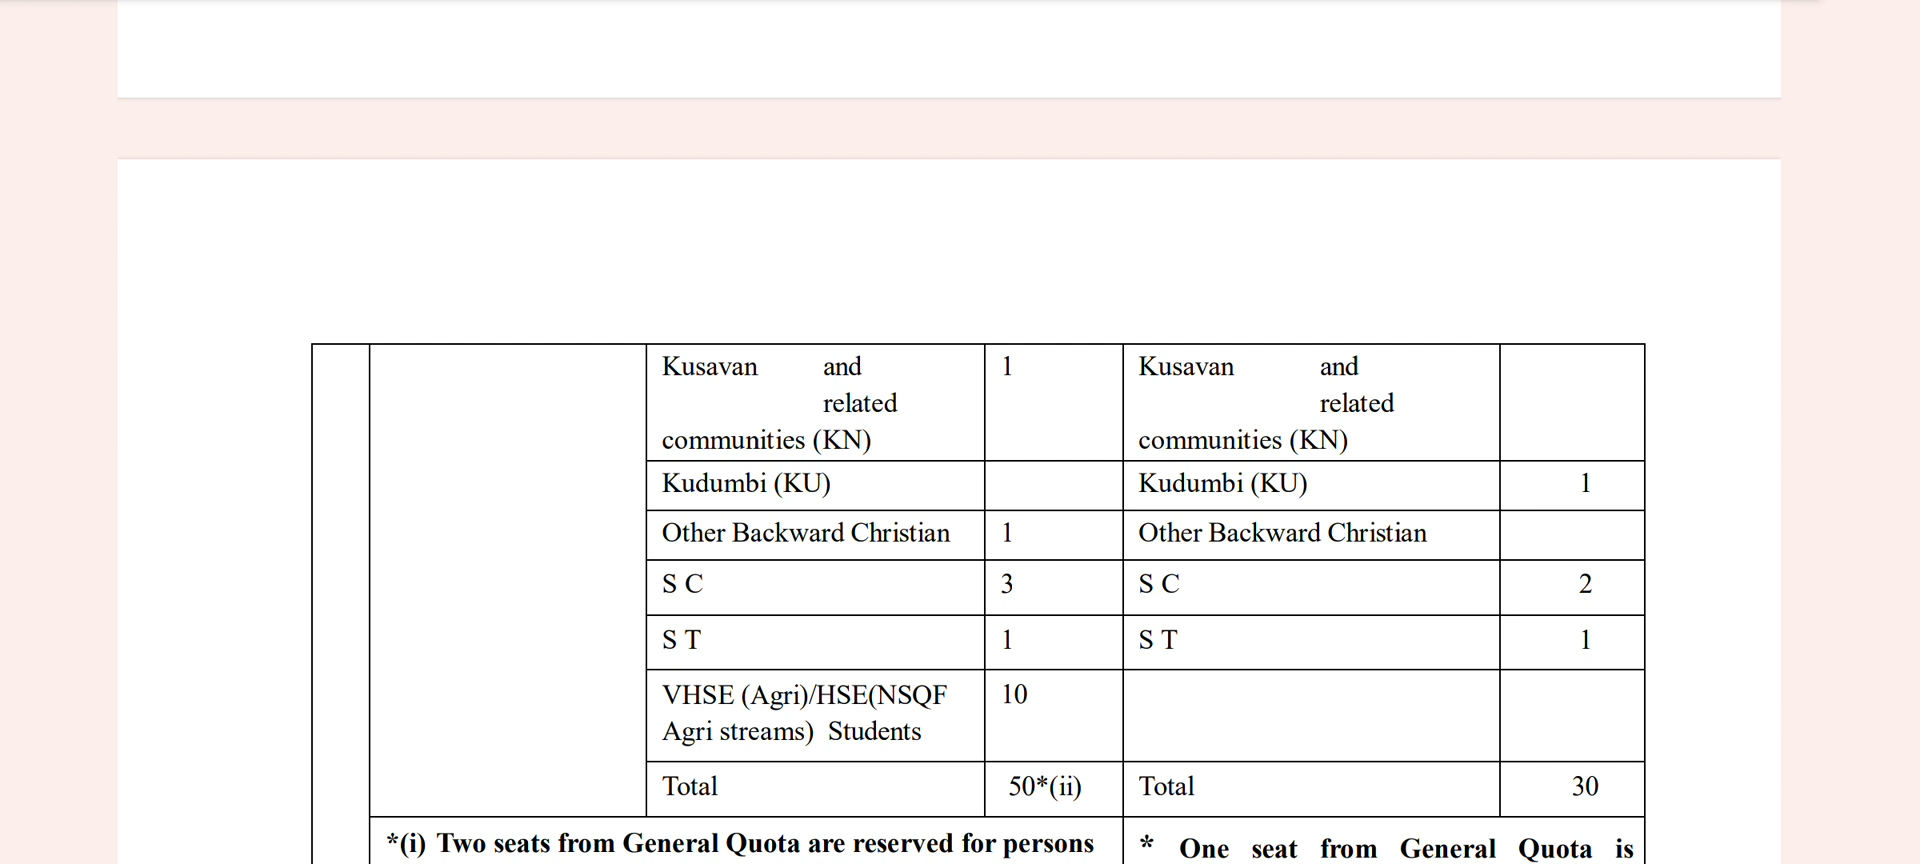 Kusavan and 1 Kusavan and
related related
communities (KN) communities (KN)
Kudumbi (KU) Kudumbi (KU) 1
Other Backward Christian 1 Other Backward Christian
S C 3 S C 2
S T 1 S T 1
VHSE (Agri)/HSE(NSQF 10
Agri streams) Students
Total 50*(ii) Total 30
*(i) Two seats from General Quota are reserved for persons
* One seat from General Quota is